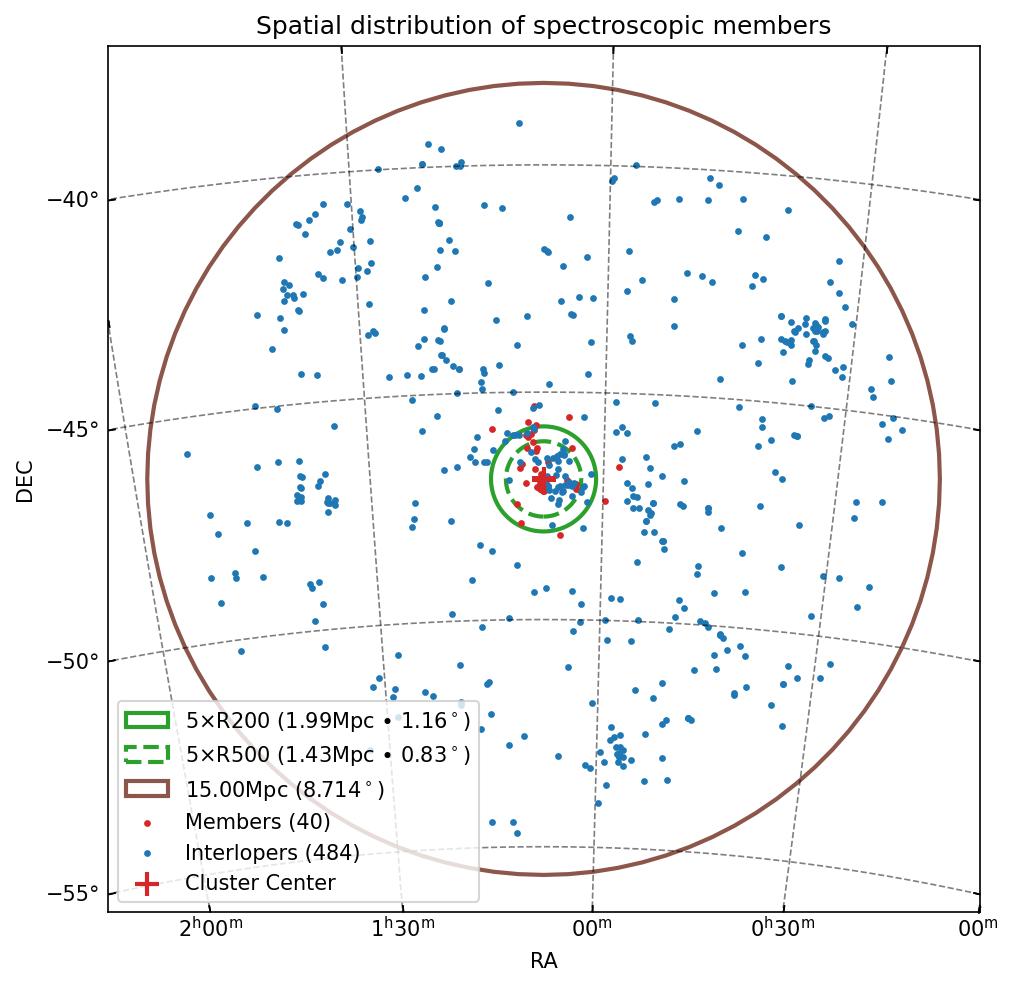 Spatial distribution of spectroscopic members
−40°
−45°
−50°
−55°
DEC
5×R200 (1.99Mpc • 1.16°)
5×R500 (1.43Mpc • 0.83°)
15.00Mpc (8.714°)
Members (40)
Interlopers (484)
Cluster Center
2ʰ00ᵐ 1ʰ30ᵐ 00ᵐ 0ʰ30ᵐ 00ᵐ
RA